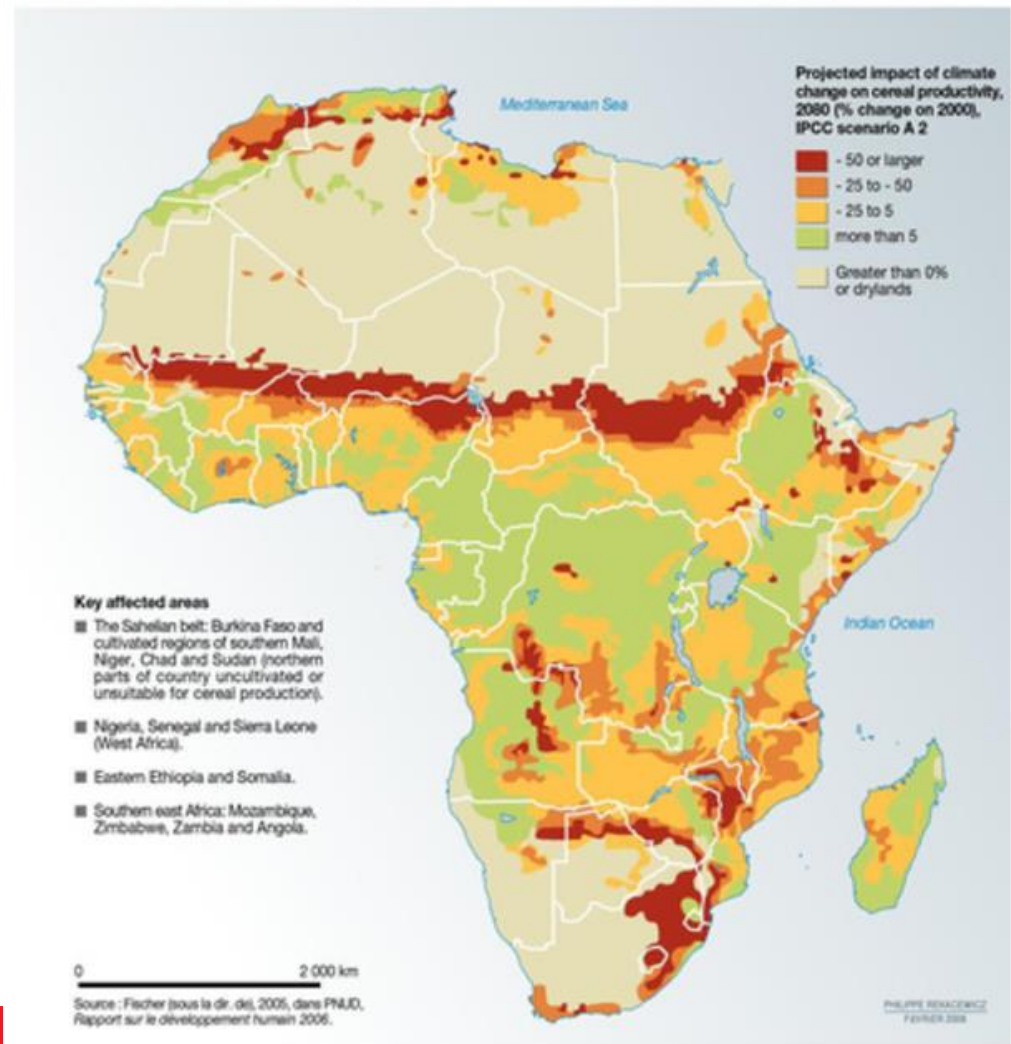 Mediterranean Sea
Projected impact of climate
change on cereal productivity,
2080 (% change on 2000),
IPCC scenario A 2
- 50 or larger
- 25 to - 50
- 25 to 5
more than 5
Greater than 0%
or drylands
Indian Ocean
Key affected areas
The Sahelian belt: Burkina Faso and
cultivated regions of southern Mali,
Niger, Chad and Sudan (northern
parts of country uncultivated or
unsuitable for cereal production).
Nigeria, Senegal and Sierra Leone
(West Africa).
Eastern Ethiopia and Somalia.
Southern east Africa: Mozambique,
Zimbabwe, Zambia and Angola.
0 2 000 km
Source : Fischer (sous la dir. de), 2005, dans PNUD,
Rapport sur le développement humain 2006.
PHILIPPE REKACEWICZ
FÉVRIER 2008